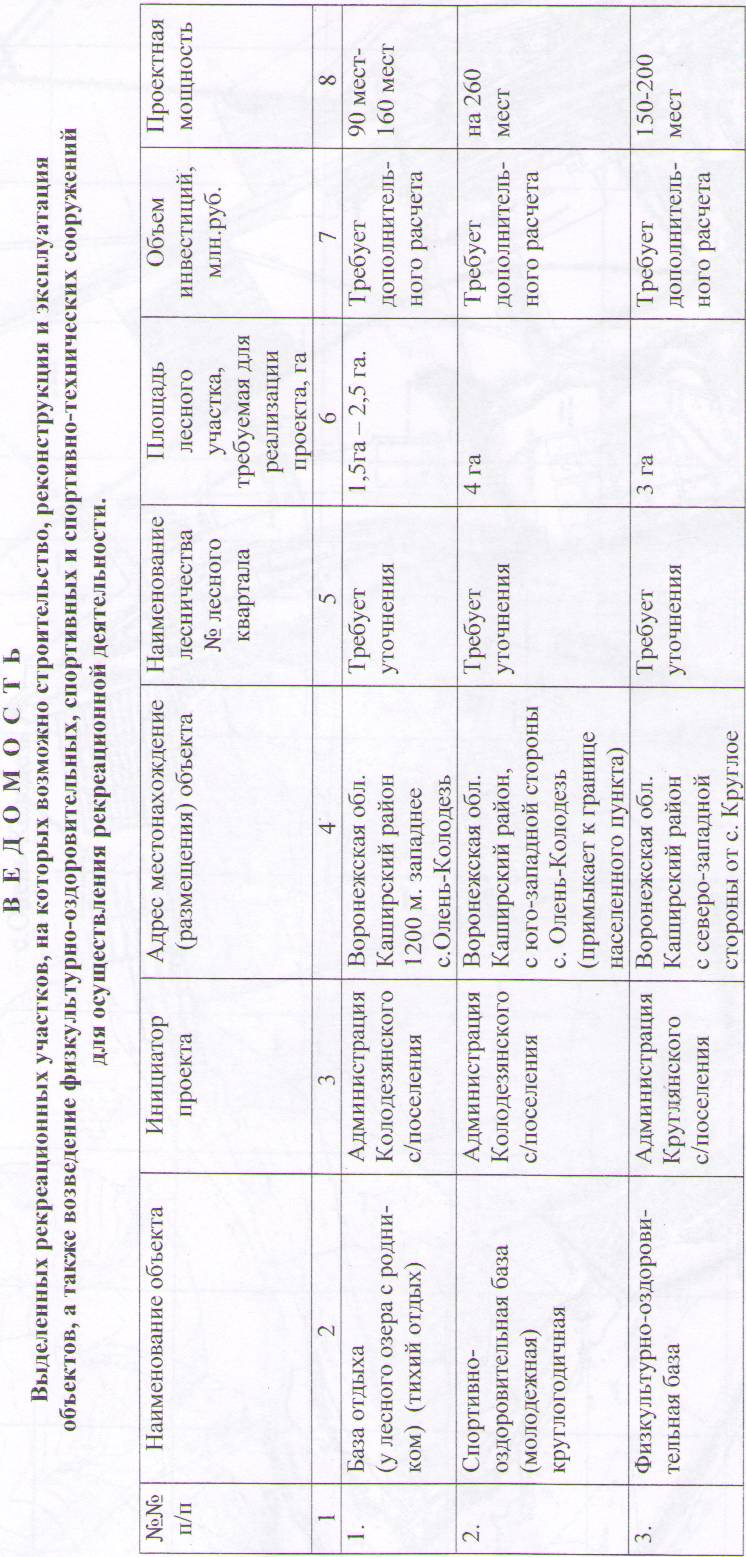 В Е Д О М О С Т Ь
Выделенных рекреационных участков, на которых возможно строительство, реконструкция и эксплуатация
объектов, а также возведение физкультурно-оздоровительных, спортивных и спортивно-технических сооружений
для осуществления рекреационной деятельности.
№№
п/п
Наименование объекта
Инициатор
проекта
Адрес местонахождение
(размещения) объекта
Наименование
лесничества
№ лесного
квартала
Площадь
лесного
участка,
требуемая для
реализации
проекта, га
Объем
инвестиций,
млн.руб.
Проектная
мощность
1
2
3
4
5
6
7
8
1.
База отдыха
(у лесного озера с родни-
ком) (тихий отдых)
Администрация
Колодезянского
с/поселения
Воронежская обл.
Каширский район
1200 м. западнее
с.Олень-Колодезь
Требует
уточнения
1,5га – 2,5 га.
Требует
дополнитель-
ного расчета
90 мест-
160 мест
2.
Спортивно-
оздоровительная база
(молодежная)
круглогодичная
Администрация
Колодезянского
с/поселения
Воронежская обл.
Каширский район,
с юго-западной стороны
с. Олень-Колодезь
(примыкает к границе
населенного пункта)
Требует
уточнения
4 га
Требует
дополнитель-
ного расчета
на 260
мест
3.
Физкультурно-оздорови-
тельная база
Администрация
Круглянского
с/поселения
Воронежская обл.
Каширский район
с северо-западной
стороны от с. Круглое
Требует
уточнения
3 га
Требует
дополнитель-
ного расчета
150-200
мест